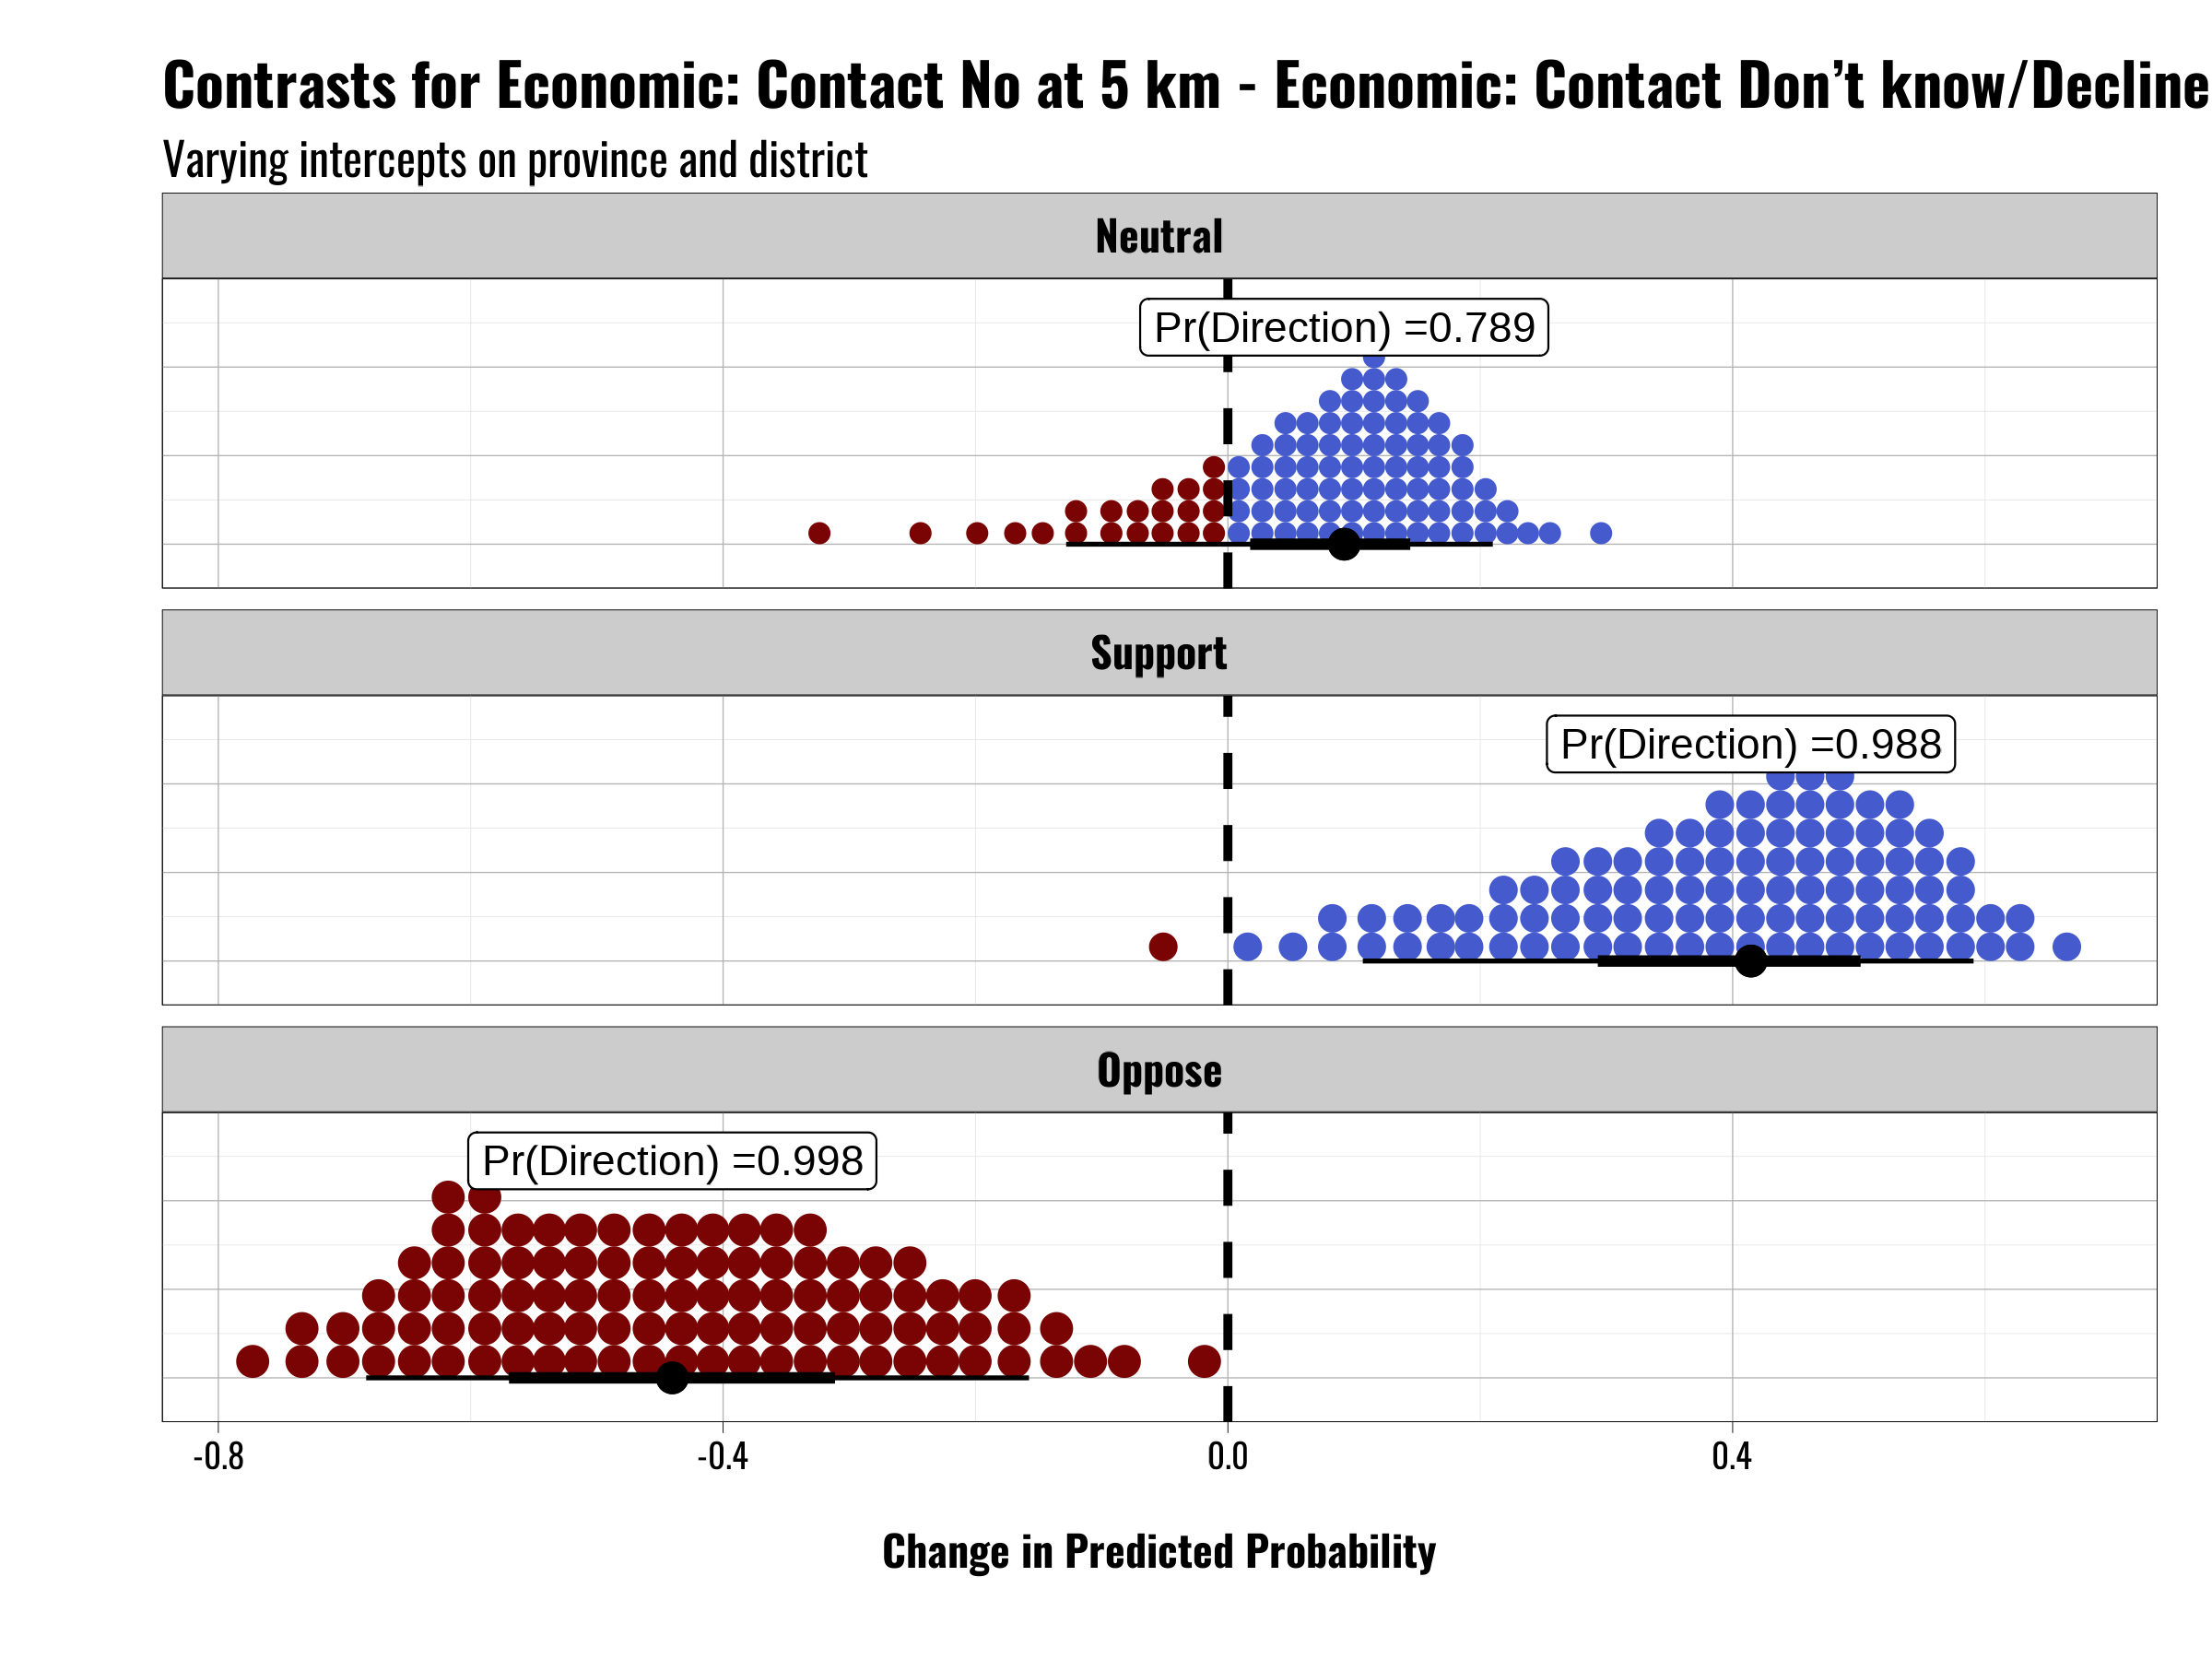 Contrasts for Economic: Contact No at 5 km - Economic: Contact Don’t know/Decline
Varying intercepts on province and district
Neutral
Pr(Direction) =0.789
Support
Pr(Direction) =0.988
Oppose
Pr(Direction) =0.998
-0.8 -0.4 0.0 0.4
Change in Predicted Probability